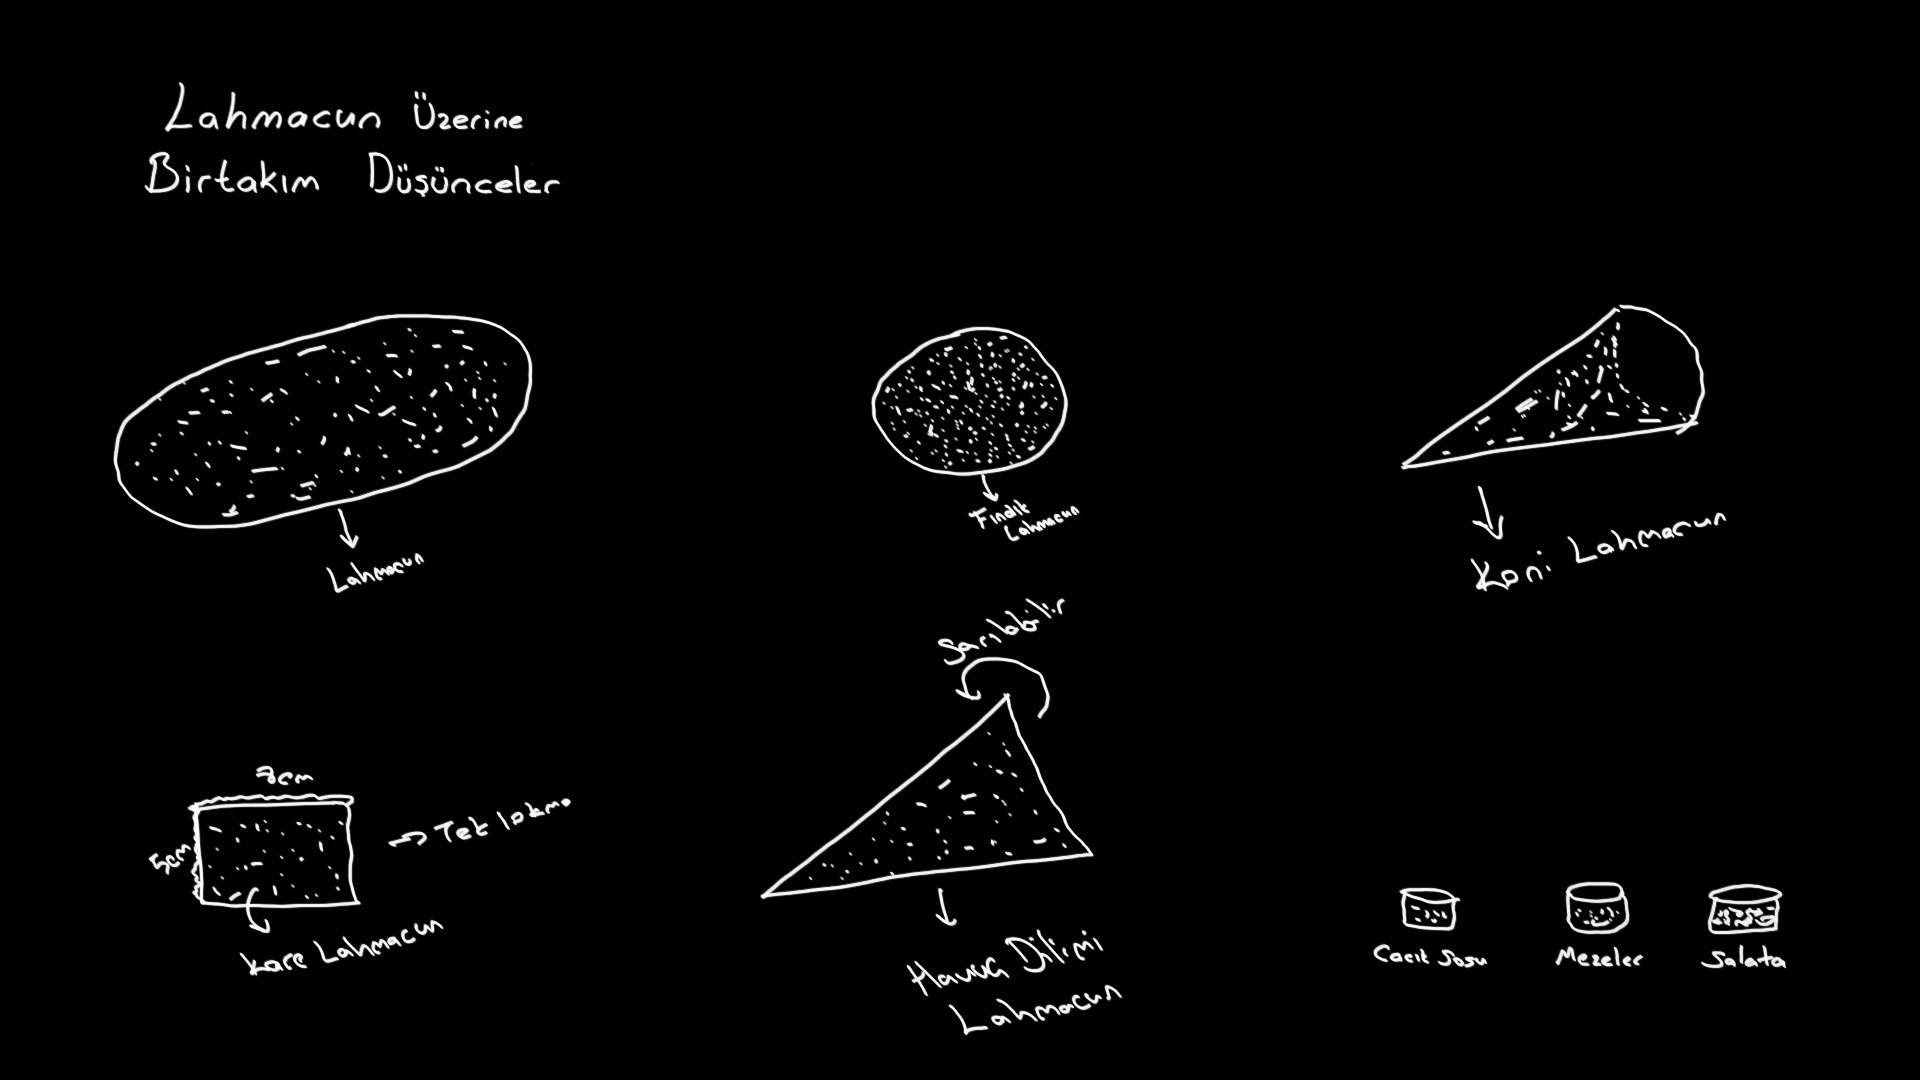 Lahmacun Üzerine
Birtakım Düşünceler
Lahmacun
Fındık
Lahmacun
Koni Lahmacun
Sarılabilir
5cm
Tek lokma
Kare Lahmacun
Havuç Dilimi
Lahmacun
Cacık Sosu
Mezeler
Salata